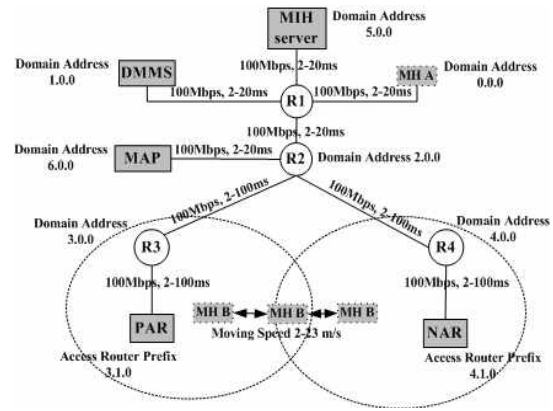 MIH
server
Domain Address
5.0.0
Domain Address
1.0.0
DMMS
100Mbps, 2-20ms
MH A
Domain Address
0.0.0
100Mbps, 2-20ms
R1
100Mbps, 2-20ms
100Mbps, 2-20ms
MAP
100Mbps, 2-20ms
R2
Domain Address 2.0.0
Domain Address
6.0.0
100Mbps, 2-100ms
100Mbps, 2-100ms
Domain Address
3.0.0
Domain Address
4.0.0
R3
R4
100Mbps, 2-100ms
100Mbps, 2-100ms
MH B
MH B
MH B
PAR
Moving Speed 2-23 m/s
NAR
Access Router Prefix
3.1.0
Access Router Prefix
4.1.0